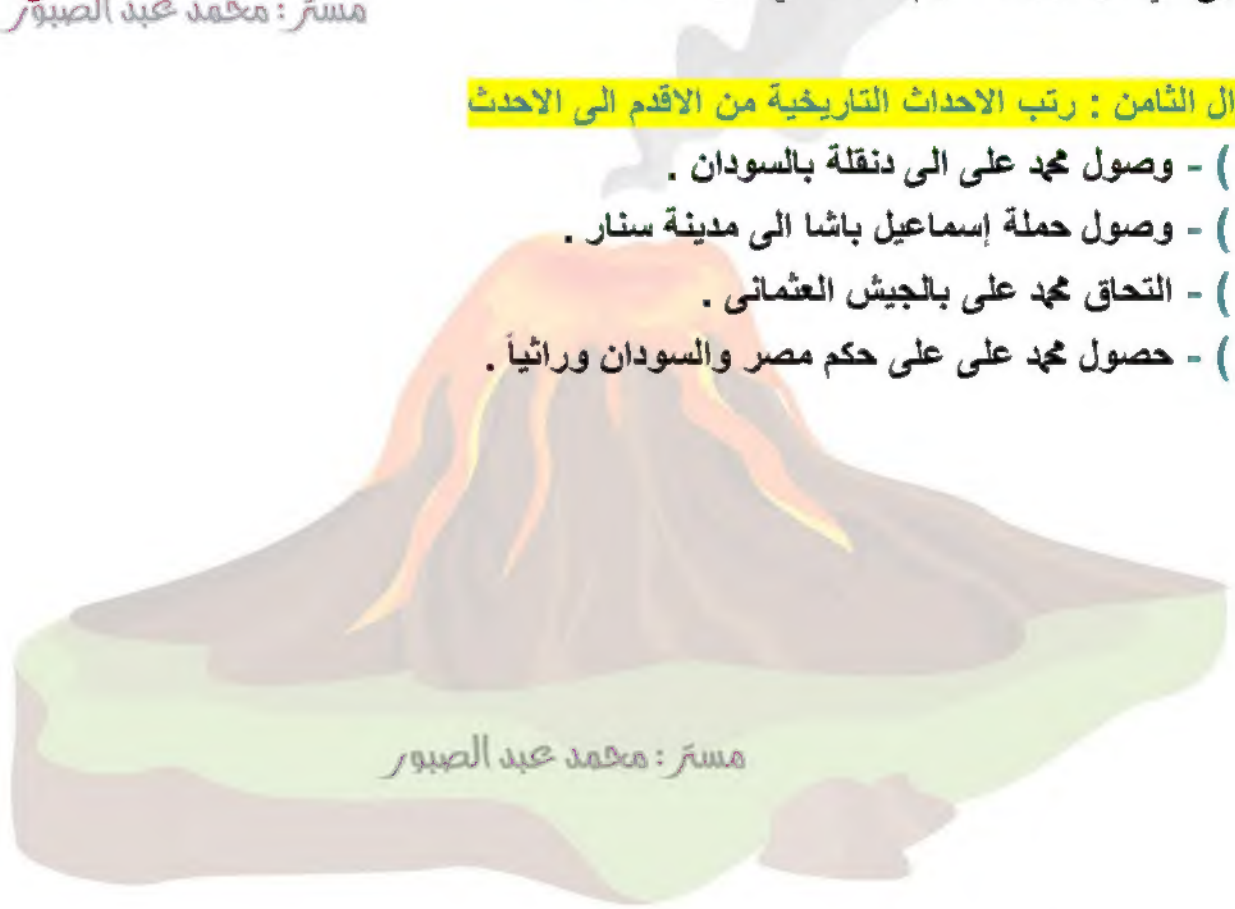 مستر : محمد عبد الصبور
ال الثامن : رتب الاحداث التاريخية من الاقدم الى الاحدث
) - وصول محمد على الى دنقلة بالسودان .
) - وصول حملة إسماعيل باشا الى مدينة سنار .
) - التحاق محمد على بالجيش العثمانى .
) - حصول محمد على على حكم مصر والسودان وراثياً .
مستر : محمد عبد الصبور